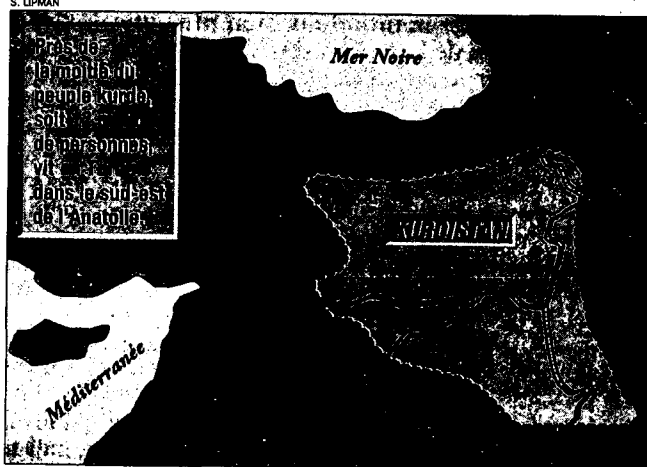 S. LIPMAN
Près de
la moitié du
peuple kurde,
soit
de personnes,
vit
dans le sud-est
de l'Anatolie.
Mer Noire
KURDISTAN
Méditerranée